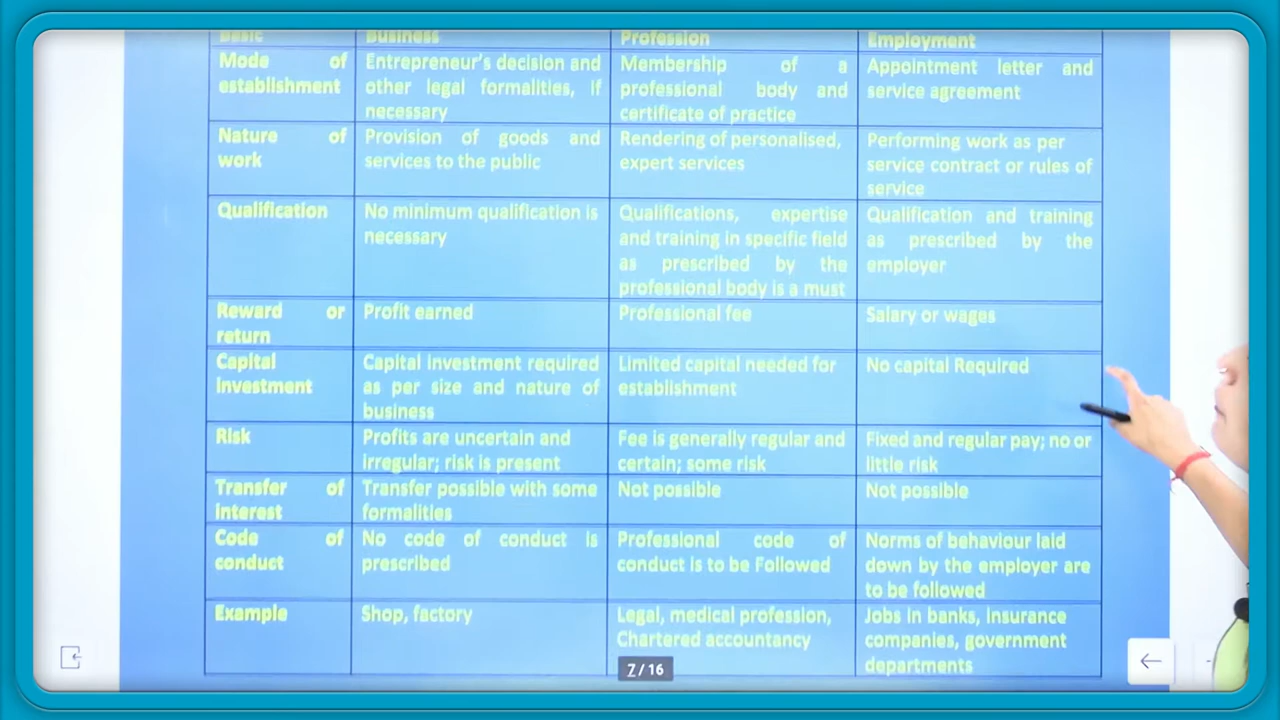 Basic Business Profession Employment
Mode of establishment
Entrepreneur's decision and
other legal formalities, if
necessary
Membership of a
professional body and
certificate of practice
Appointment letter and
service agreement
Nature of work
Provision of goods and
services to the public
Rendering of personalised,
expert services
Performing work as per
service contract or rules of
service
Qualification
No minimum qualification is
necessary
Qualifications, expertise
and training in specific field
as prescribed by the
professional body is a must
Qualification and training
as prescribed by the
employer
Reward or
return
Profit earned
Professional fee
Salary or wages
Capital
Investment
Capital investment required
as per size and nature of
business
Limited capital needed for
establishment
No capital Required
Risk
Profits are uncertain and
irregular; risk is present
Fee is generally regular and
certain; some risk
Fixed and regular pay; no or
little risk
Transfer of
interest
Transfer possible with some
formalities
Not possible
Not possible
Code of
conduct
No code of conduct is
prescribed
Professional code of
conduct is to be Followed
Norms of behaviour laid
down by the employer are
to be followed
Example
Shop, factory
Legal, medical profession,
Chartered accountancy
Jobs in banks, insurance
companies, government
departments
7 / 16